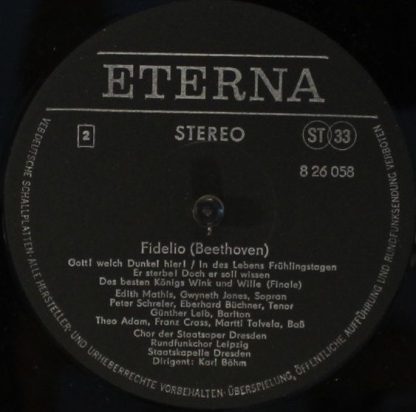 ETERNA
2
STEREO
ST 33
8 26 058
Fidelio (Beethoven)
Gott! welch Dunkel hier! / In des Lebens Frühlingstagen
Er sterbe! Doch er soll wissen
Des besten Königs Wink und Wille (Finale)
Edith Mathis, Gwyneth Jones, Sopran
Peter Schreier, Eberhard Büchner, Tenor
Günther Leib, Bariton
Theo Adam, Franz Crass, Martti Talvela, Baß
Chor der Staatsoper Dresden
Rundfunkchor Leipzig
Staatskapelle Dresden
Dirigent: Karl Böhm
VEB DEUTSCHE SCHALLPLATTEN · ALLE HERSTELLER- UND URHEBERRECHTE VORBEHALTEN · ÜBERSPIELUNG, ÖFFENTLICHE AUFFÜHRUNG UND RUNDFUNKSENDUNG VERBOTEN